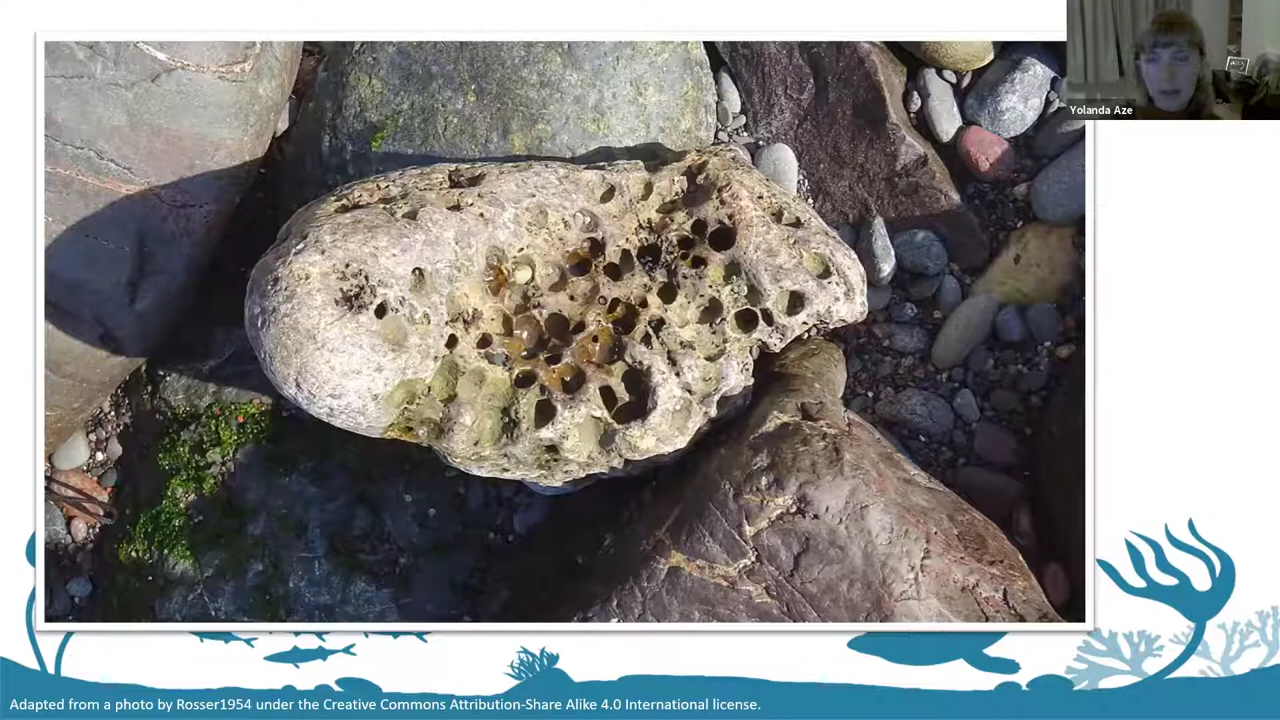 Yolanda Aze
Adapted from a photo by Rosser1954 under the Creative Commons Attribution-Share Alike 4.0 International license.